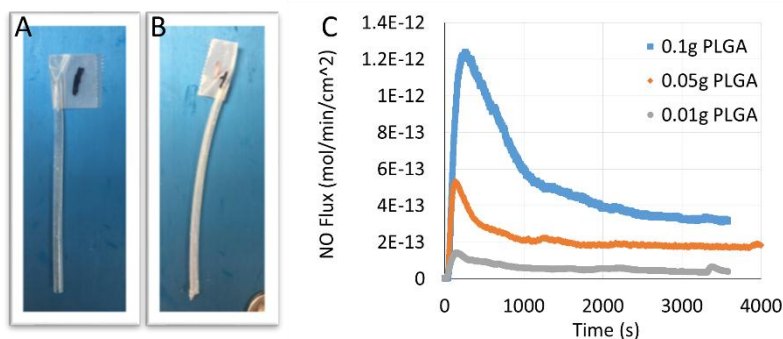 A
B
C
NO Flux (mol/min/cm^2)
1.4E-12
1.2E-12
1E-12
8E-13
6E-13
4E-13
2E-13
0
0.1g PLGA
0.05g PLGA
0.01g PLGA
0 1000 2000 3000 4000
Time (s)